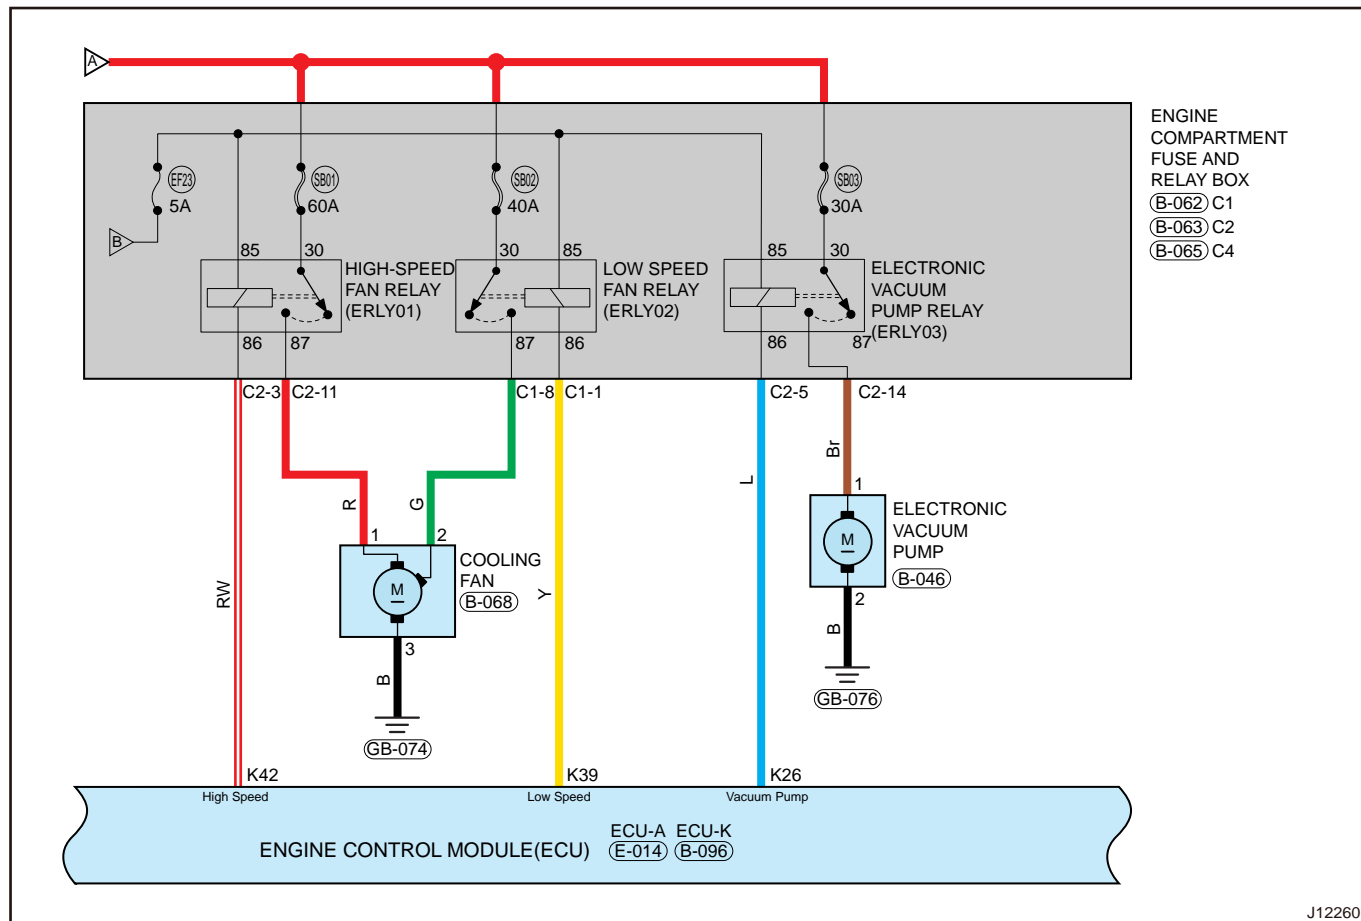 A
ENGINE
COMPARTMENT
FUSE AND
RELAY BOX
B-062 C1
B-063 C2
B-065 C4
EF23
5A
SB01
60A
SB02
40A
SB03
30A
B
85 30
30 85
85 30
HIGH-SPEED
FAN RELAY
(ERLY01)
LOW SPEED
FAN RELAY
(ERLY02)
ELECTRONIC
VACUUM
PUMP RELAY
(ERLY03)
86 87
87 86
86 87
C2-3 C2-11
C1-8 C1-1
C2-5 C2-14
RW
R
G
Y
L
Br
1 2
M
COOLING
FAN
B-068
3
B
GB-074
1
M
ELECTRONIC
VACUUM
PUMP
B-046
2
B
GB-076
K42
High Speed
K39
Low Speed
K26
Vacuum Pump
ENGINE CONTROL MODULE(ECU)
ECU-A ECU-K
E-014 B-096
J12260